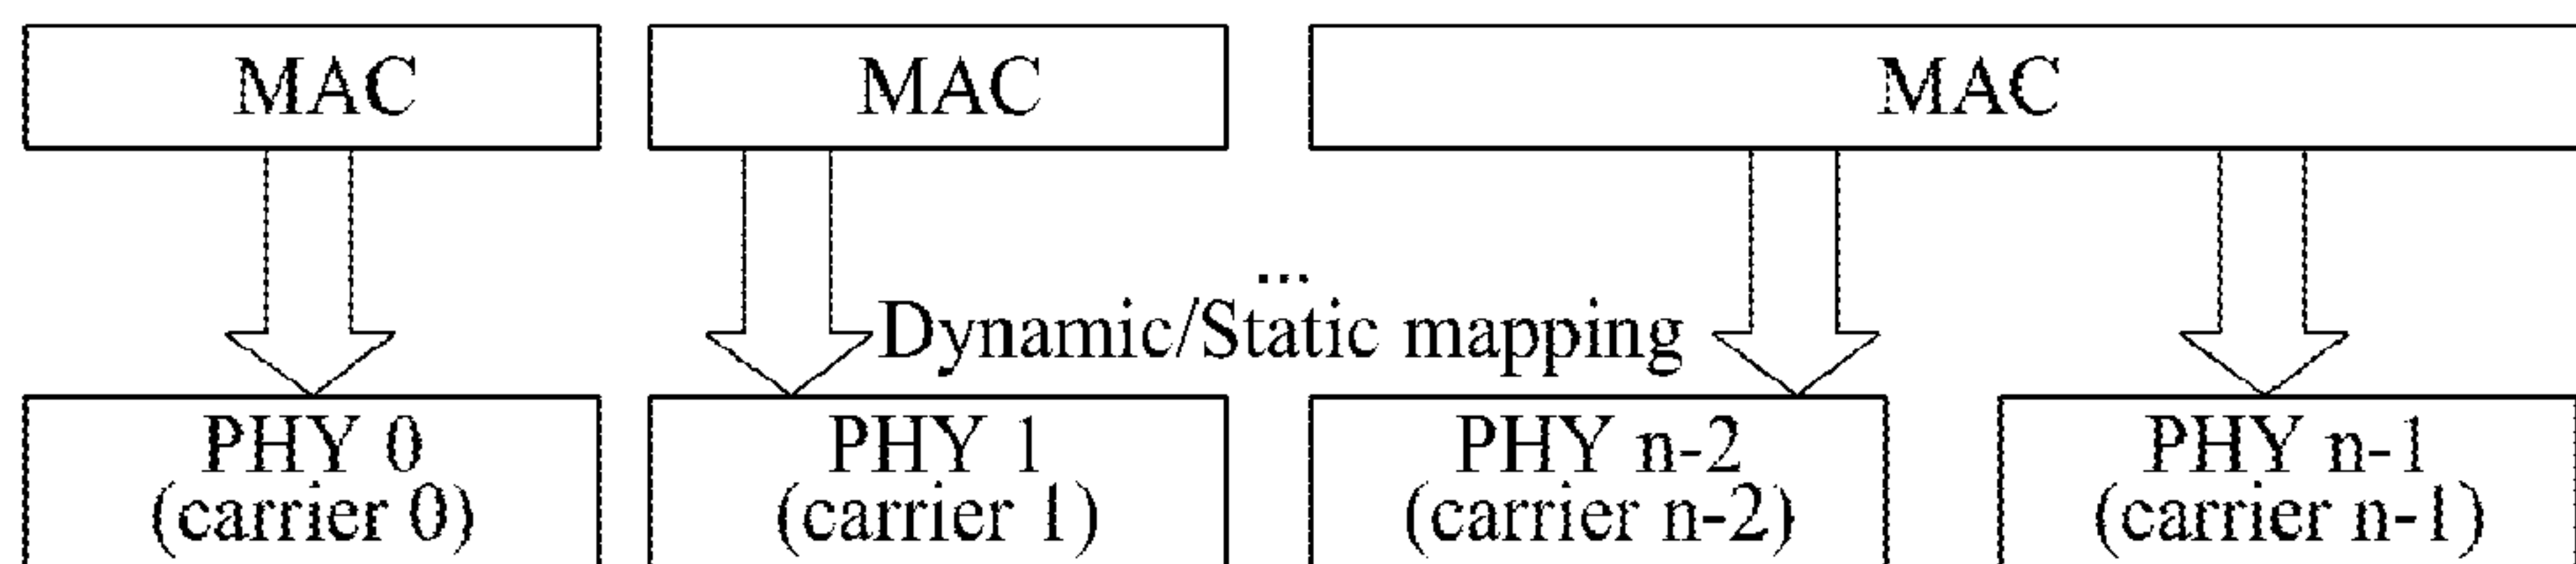 MAC MAC MAC
...
Dynamic/Static mapping
PHY 0 PHY 1 PHY n-2 PHY n-1
(carrier 0) (carrier 1) (carrier n-2) (carrier n-1)